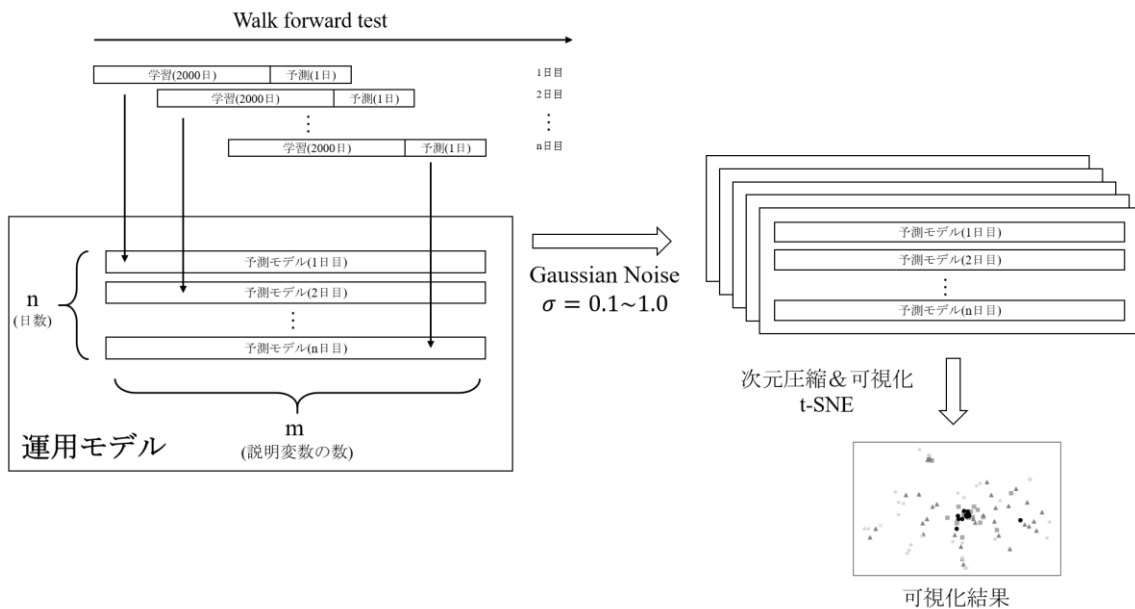 Walk forward test
学習(2000日) 予測(1日) 1日目
学習(2000日) 予測(1日) 2日目
⋮ ⋮
学習(2000日) 予測(1日) n日目
予測モデル(1日目)
予測モデル(2日目)
⋮
予測モデル(n日目)
n
(日数)
m
(説明変数の数)
運用モデル
Gaussian Noise
σ = 0.1~1.0
予測モデル(1日目)
予測モデル(2日目)
⋮
予測モデル(n日目)
次元圧縮&可視化
t-SNE
可視化結果